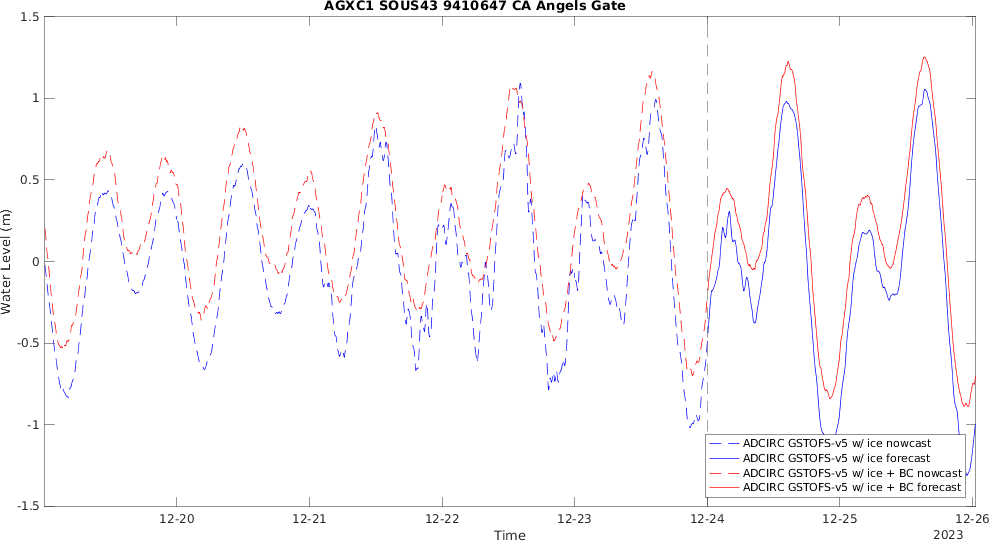 AGXC1 SOUS43 9410647 CA Angels Gate
1.5
1
0.5
0
-0.5
-1
-1.5
Water Level (m)
ADCIRC GSTOFS-v5 w/ ice nowcast
ADCIRC GSTOFS-v5 w/ ice forecast
ADCIRC GSTOFS-v5 w/ ice + BC nowcast
ADCIRC GSTOFS-v5 w/ ice + BC forecast
12-20 12-21 12-22 12-23 12-24 12-25 12-26
Time
2023